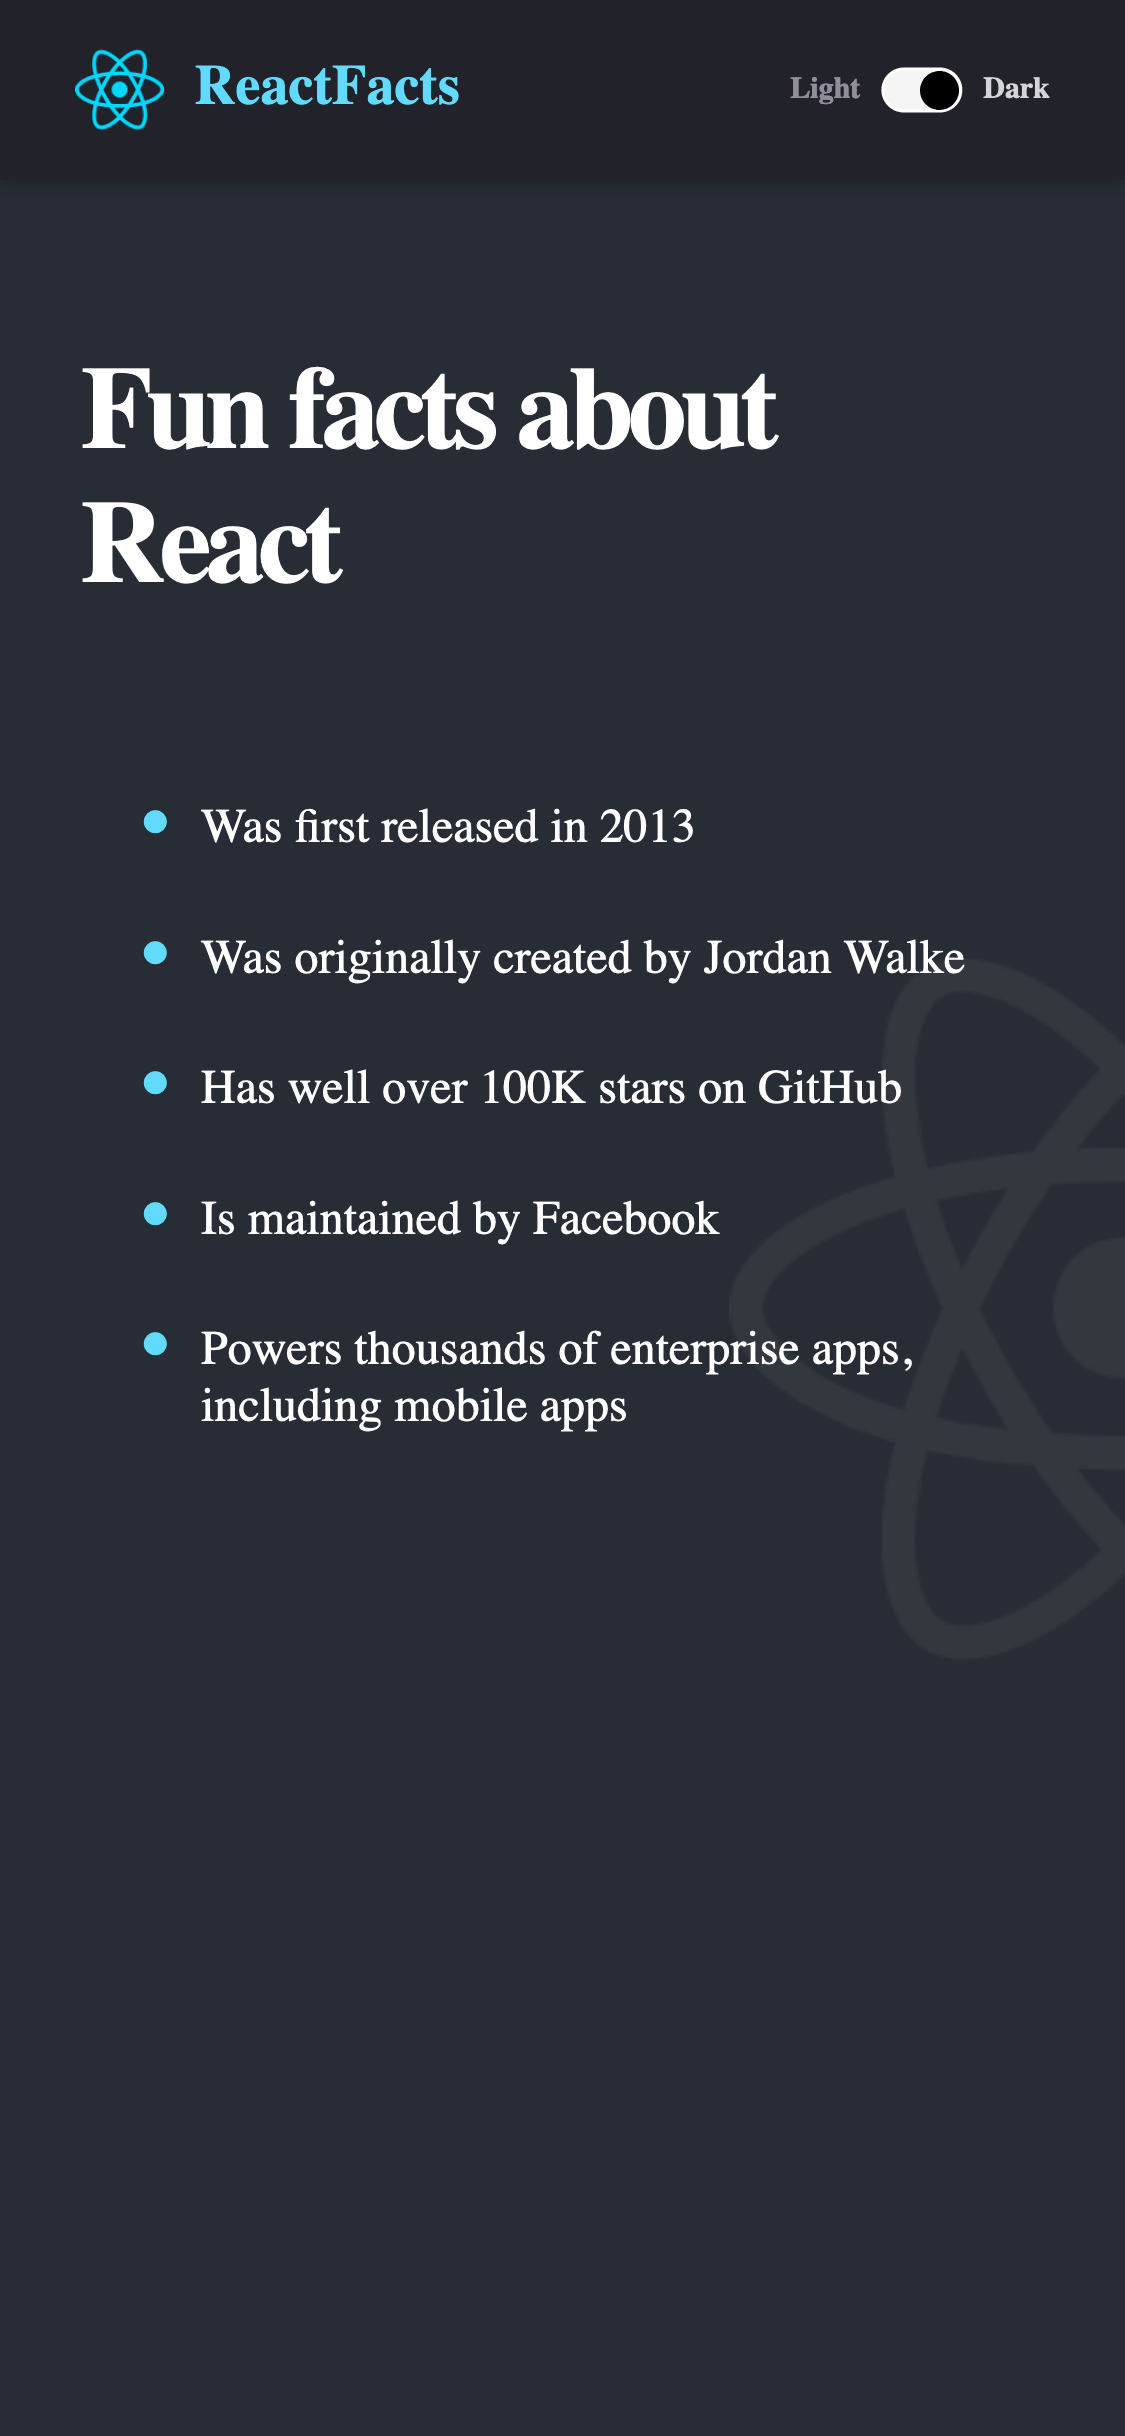 ReactFacts
Light
Dark
Fun facts about
React
Was first released in 2013
Was originally created by Jordan Walke
Has well over 100K stars on GitHub
Is maintained by Facebook
Powers thousands of enterprise apps,
including mobile apps